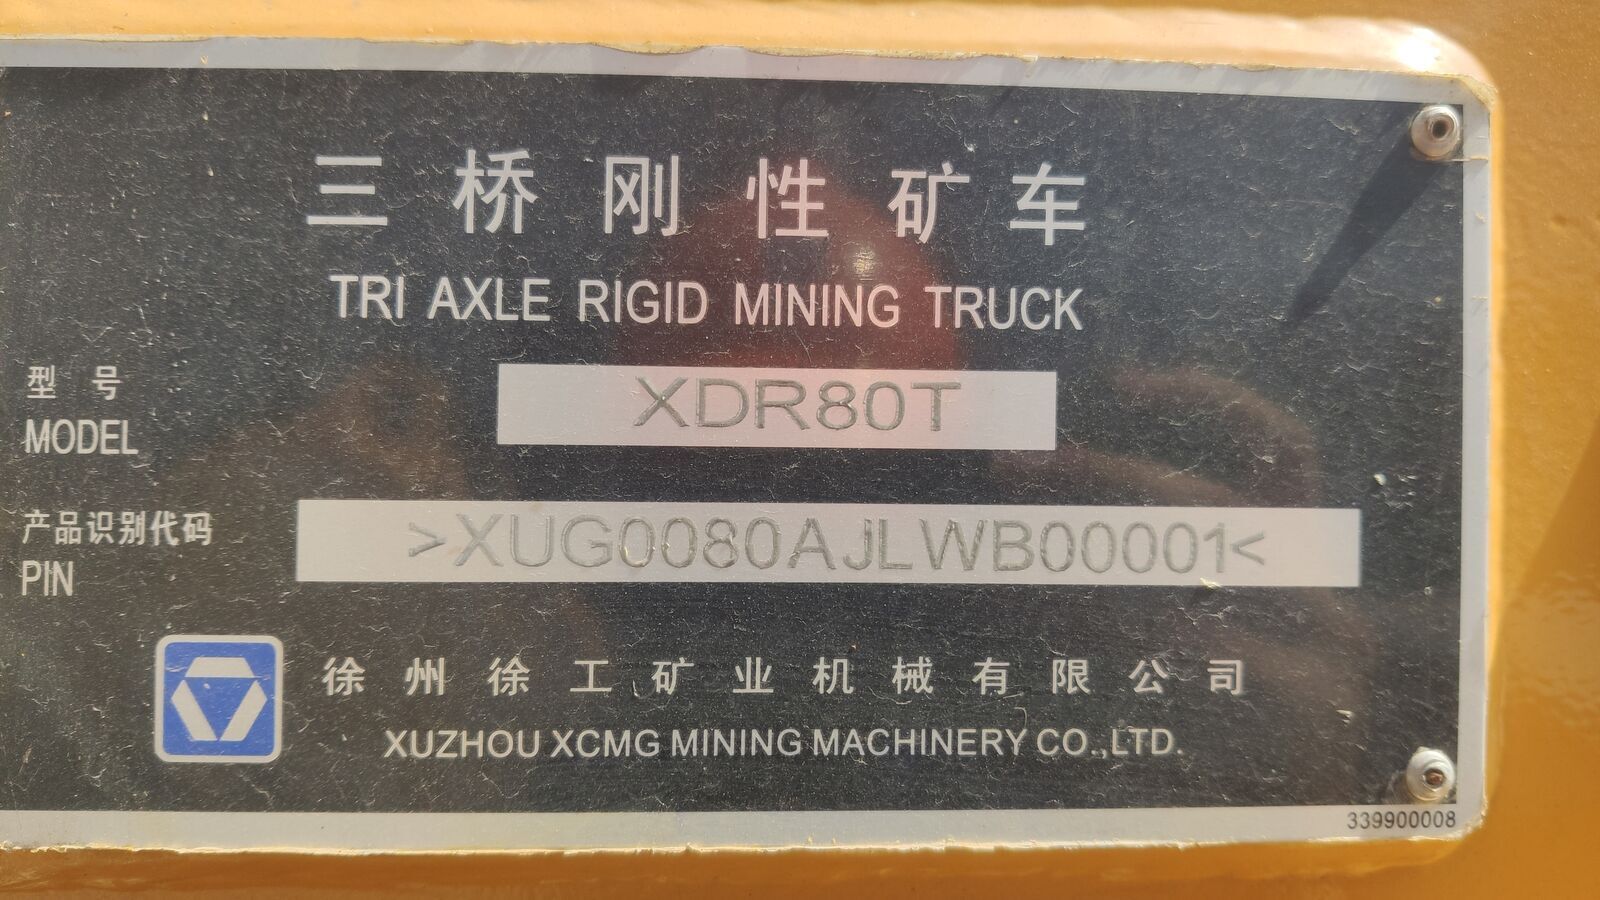 三桥刚性矿车
TRI AXLE RIGID MINING TRUCK
型号
MODEL
XDR80T
产品识别代码
PIN
>XUG0080AJLWB00001<
徐州徐工矿业机械有限公司
XUZHOU XCMG MINING MACHINERY CO.,LTD.
339900008